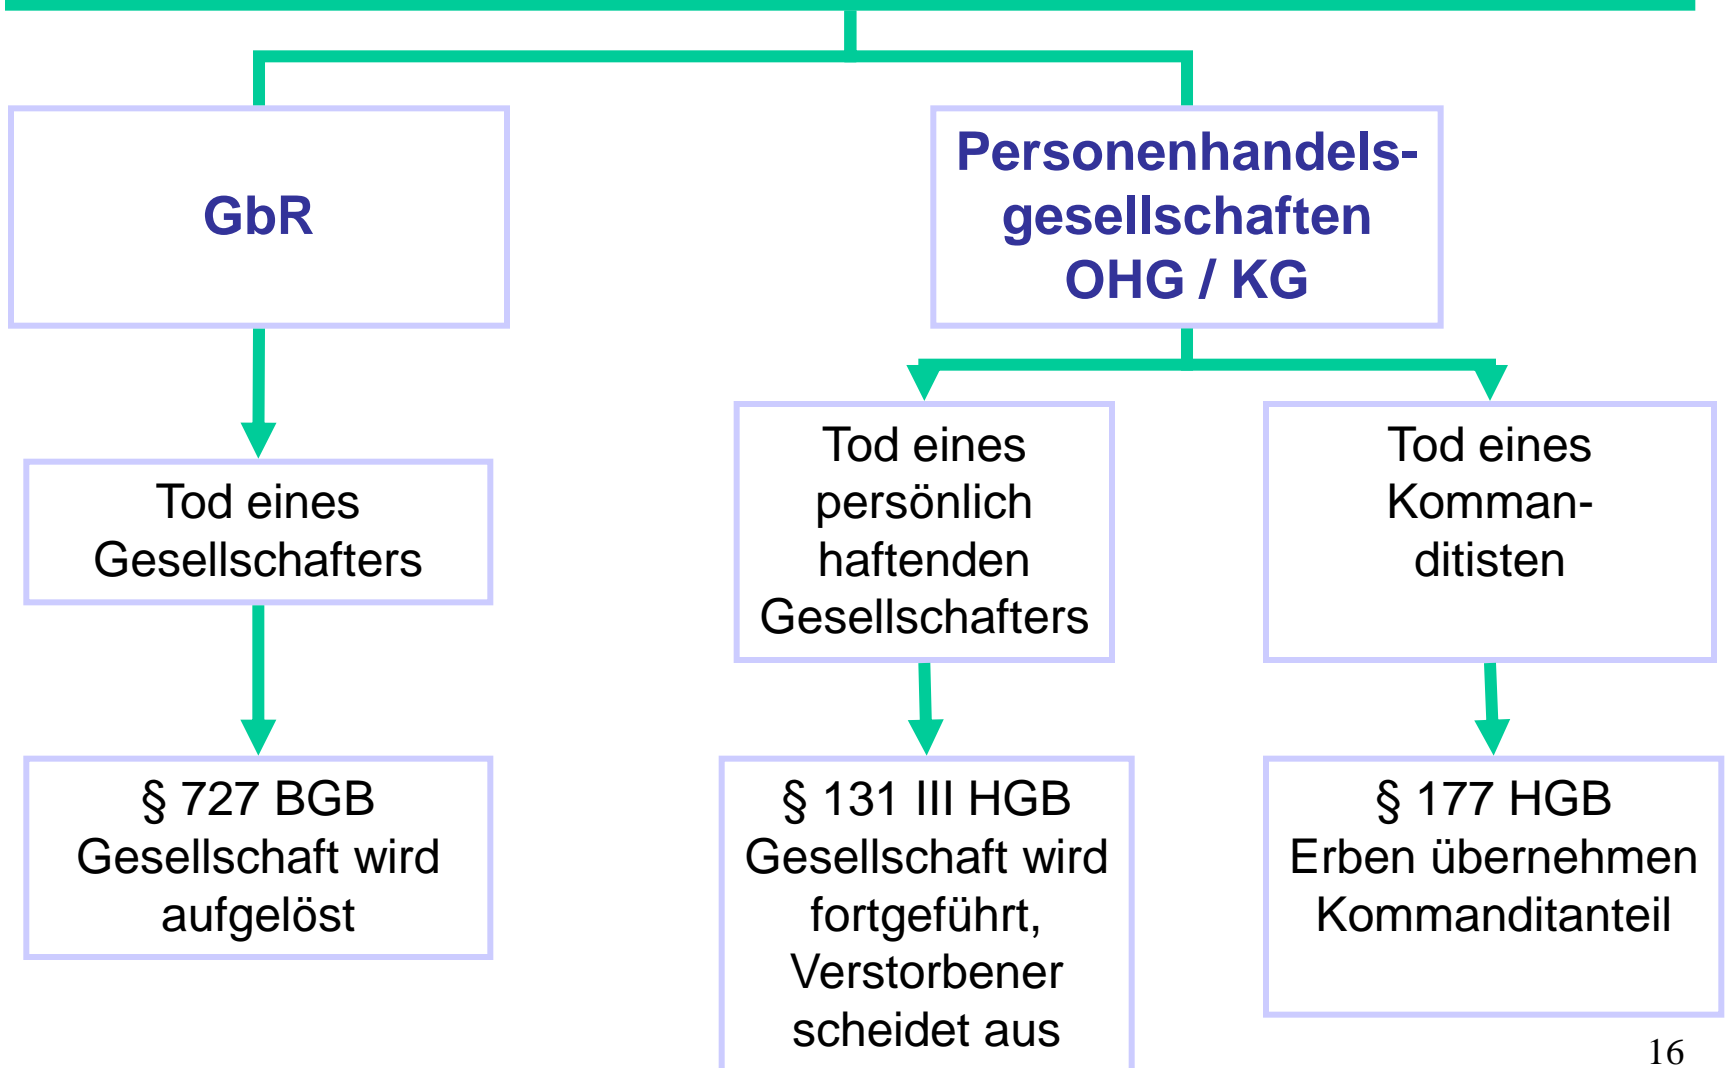 GbR
Personenhandels-
gesellschaften
OHG / KG
Tod eines
Gesellschafters
Tod eines
persönlich
haftenden
Gesellschafters
Tod eines
Komman-
ditisten
§ 727 BGB
Gesellschaft wird
aufgelöst
§ 131 III HGB
Gesellschaft wird
fortgeführt,
Verstorbener
scheidet aus
§ 177 HGB
Erben übernehmen
Kommanditanteil
16